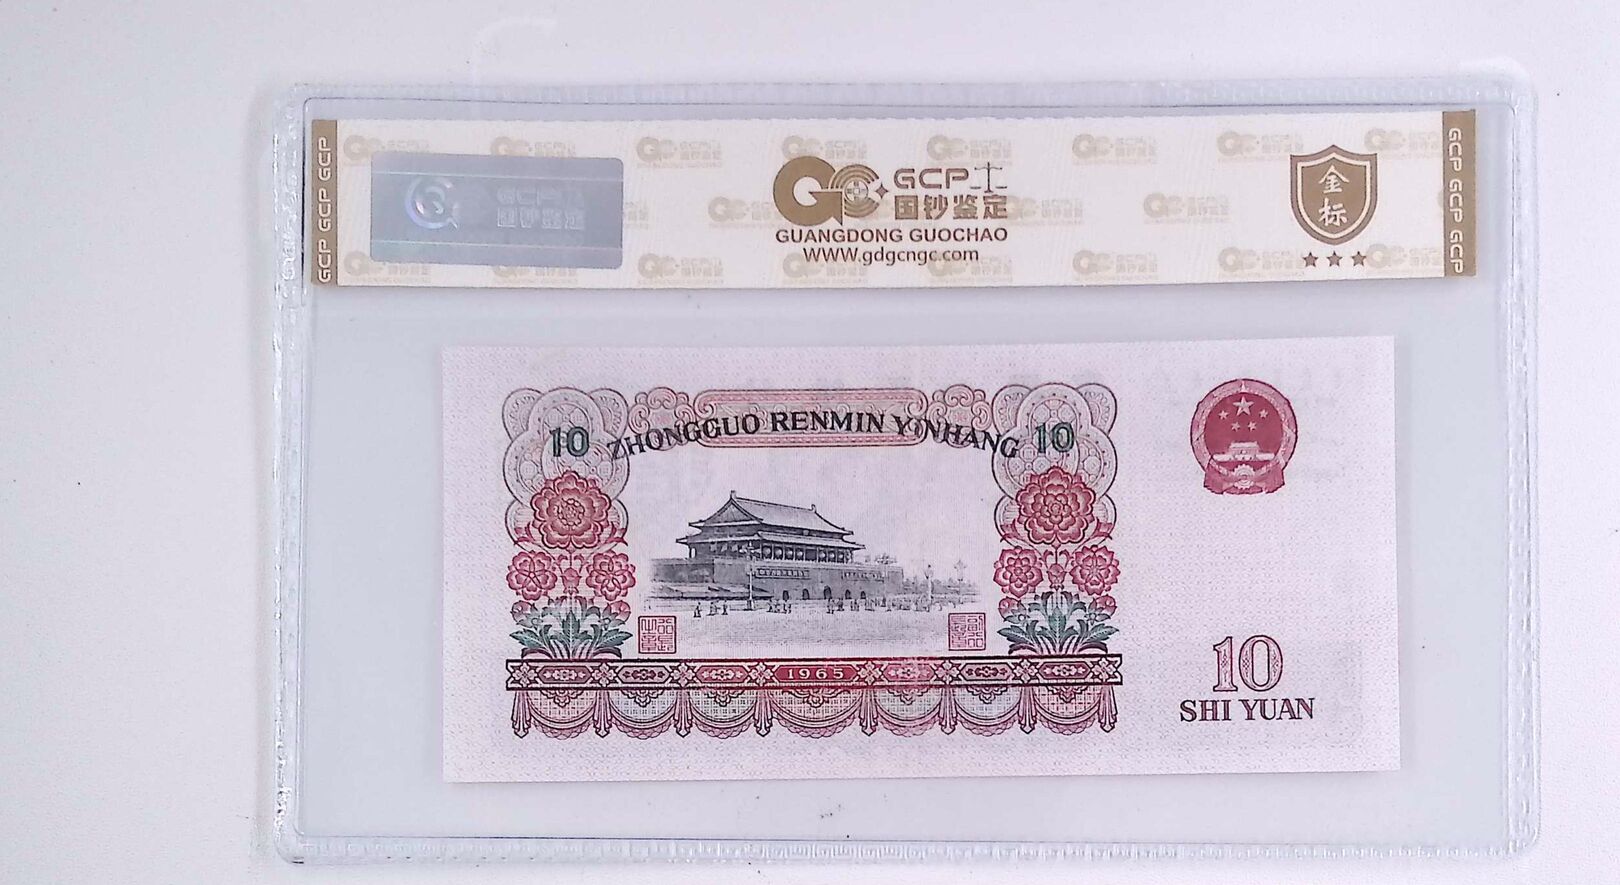 GCP GCP GCP
GCP
国钞鉴定
GUANGDONG GUOCHAO
WWW.gdgcngc.com
金
标
GCP GCP GCP
10 ZHONGGUO RENMIN YINHANG 10
1965
10
SHI YUAN